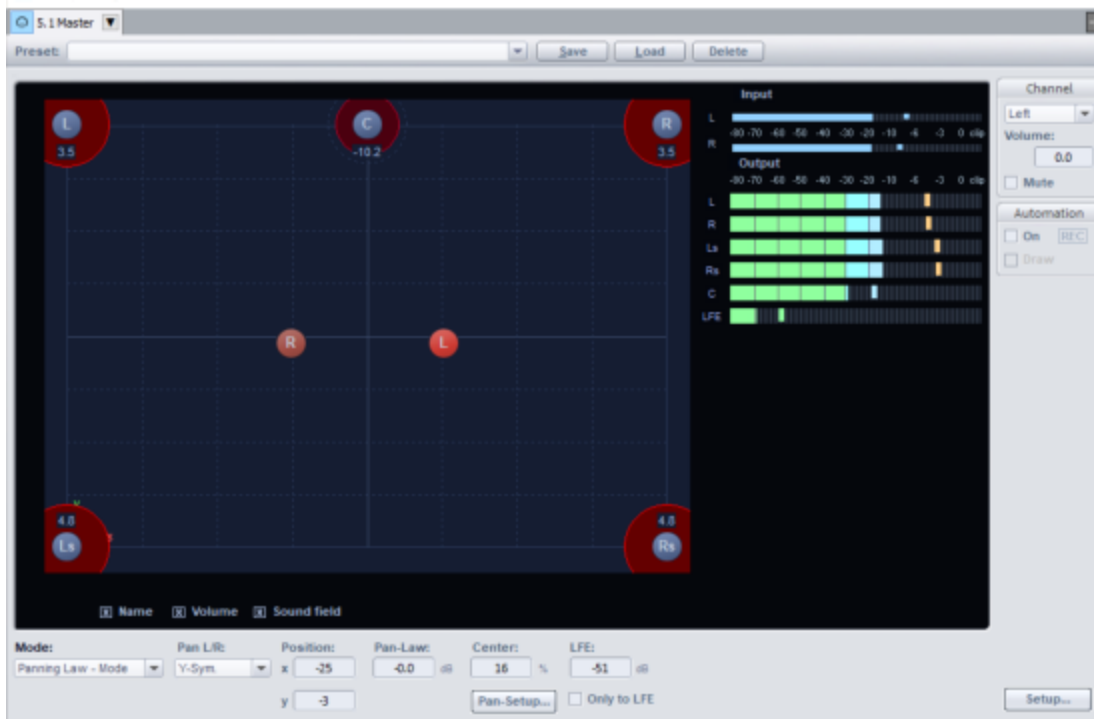 5.1 Master
Preset: Save Load Delete
Input
L
-80 -70 -60 -50 -40 -30 -20 -10 -6 -3 0 clip
R
Output
-80 -70 -60 -50 -40 -30 -20 -10 -6 -3 0 clip
L
R
Ls
Rs
C
LFE
L C R
3.5 -10.2 3.5
R L
4.8 4.8
Ls Rs
Name Volume Sound field
Channel
Left
Volume:
0.0
Mute
Automation
On REC
Draw
Mode: Pan L/R: Position: Pan-Law: Center: LFE:
Panning Law - Mode Y-Sym. x -25 -0.0 dB 16 % -51 dB
y -3 Pan-Setup... Only to LFE Setup...